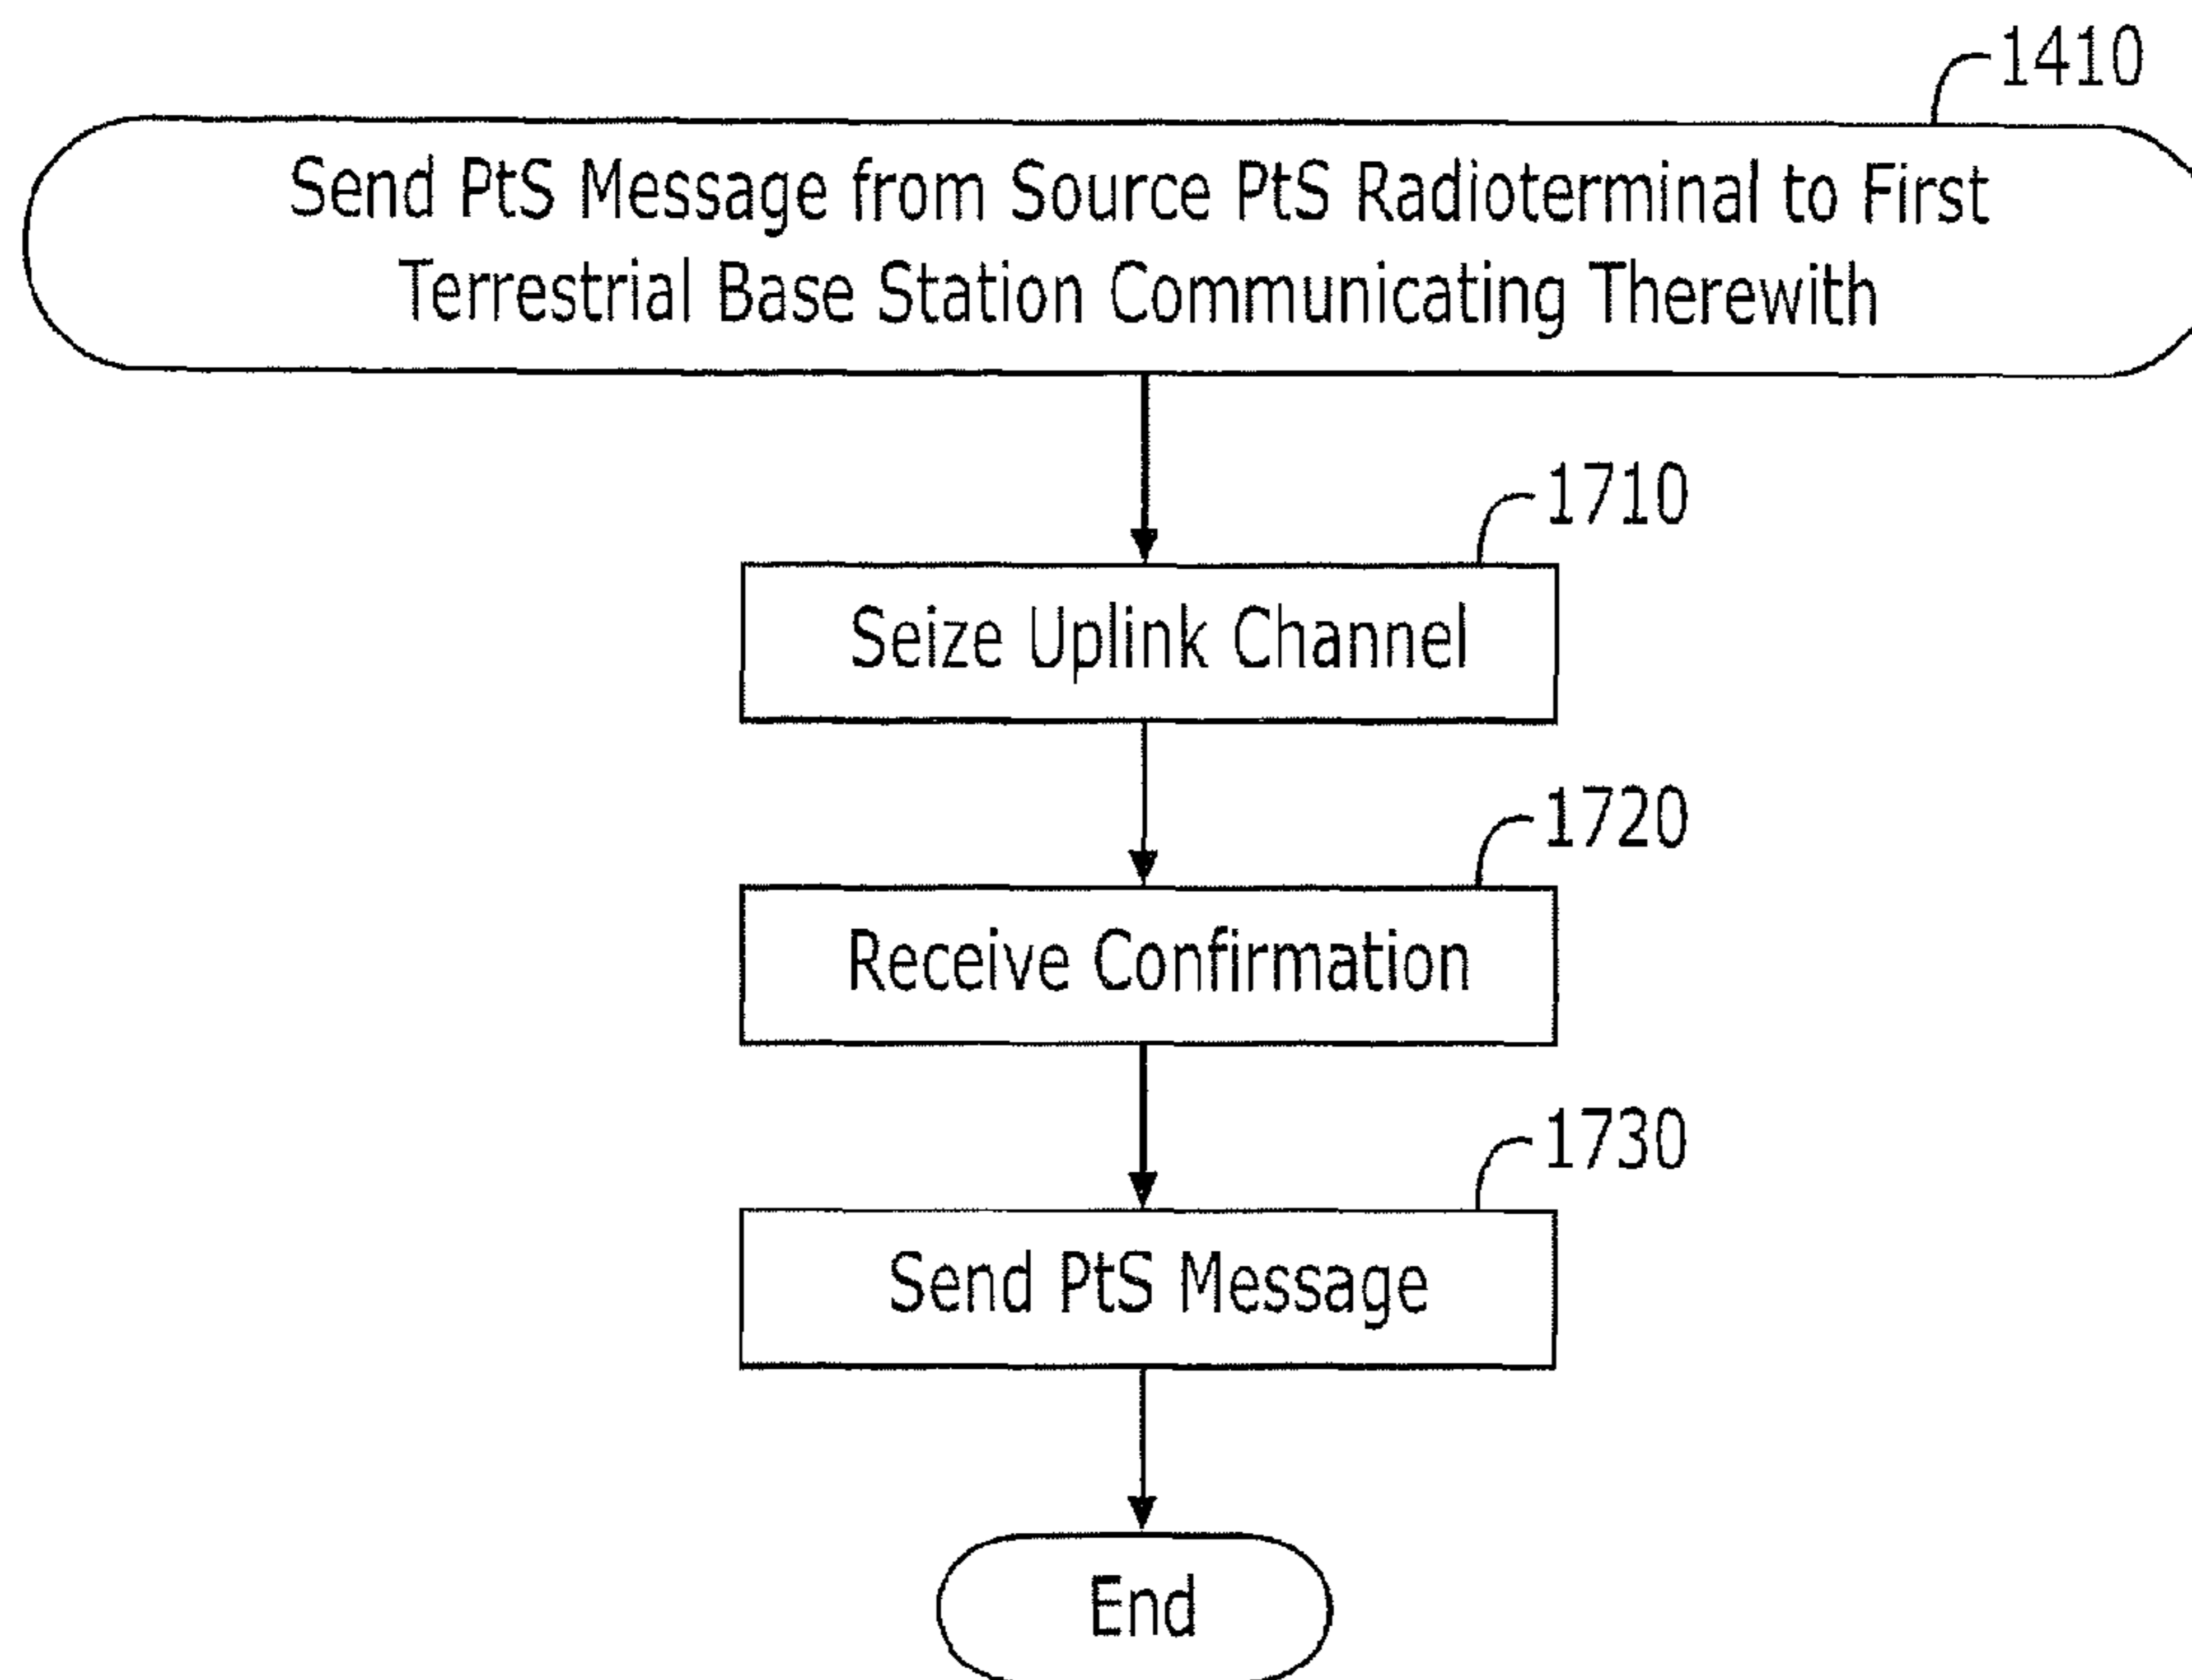 1410
Send PtS Message from Source PtS Radioterminal to First
Terrestrial Base Station Communicating Therewith
1710
Seize Uplink Channel
1720
Receive Confirmation
1730
Send PtS Message
End